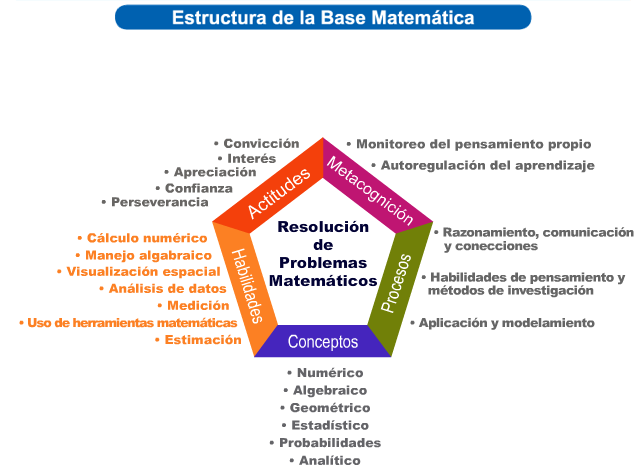 Estructura de la Base Matemática
• Convicción
• Interés
• Apreciación
• Confianza
• Perseverancia
Actitudes
• Monitoreo del pensamiento propio
• Autoregulación del aprendizaje
Metacognición
Resolución
de
Problemas
Matemáticos
• Cálculo numérico
• Manejo algabraico
• Visualización espacial
• Análisis de datos
• Medición
• Uso de herramientas matemáticas
• Estimación
Habilidades
• Razonamiento, comunicación
y conecciones
• Habilidades de pensamiento y
métodos de investigación
• Aplicación y modelamiento
Procesos
Conceptos
• Numérico
• Algebraico
• Geométrico
• Estadístico
• Probabilidades
• Analítico